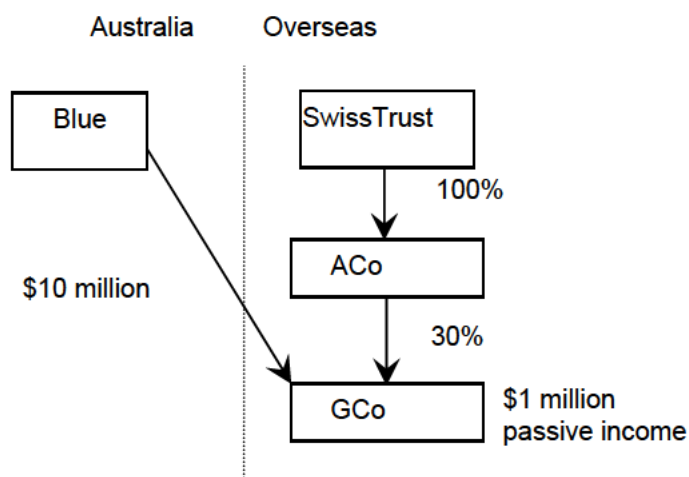 Australia Overseas
Blue
SwissTrust
100%
ACo
$10 million
30%
GCo
$1 million
passive income